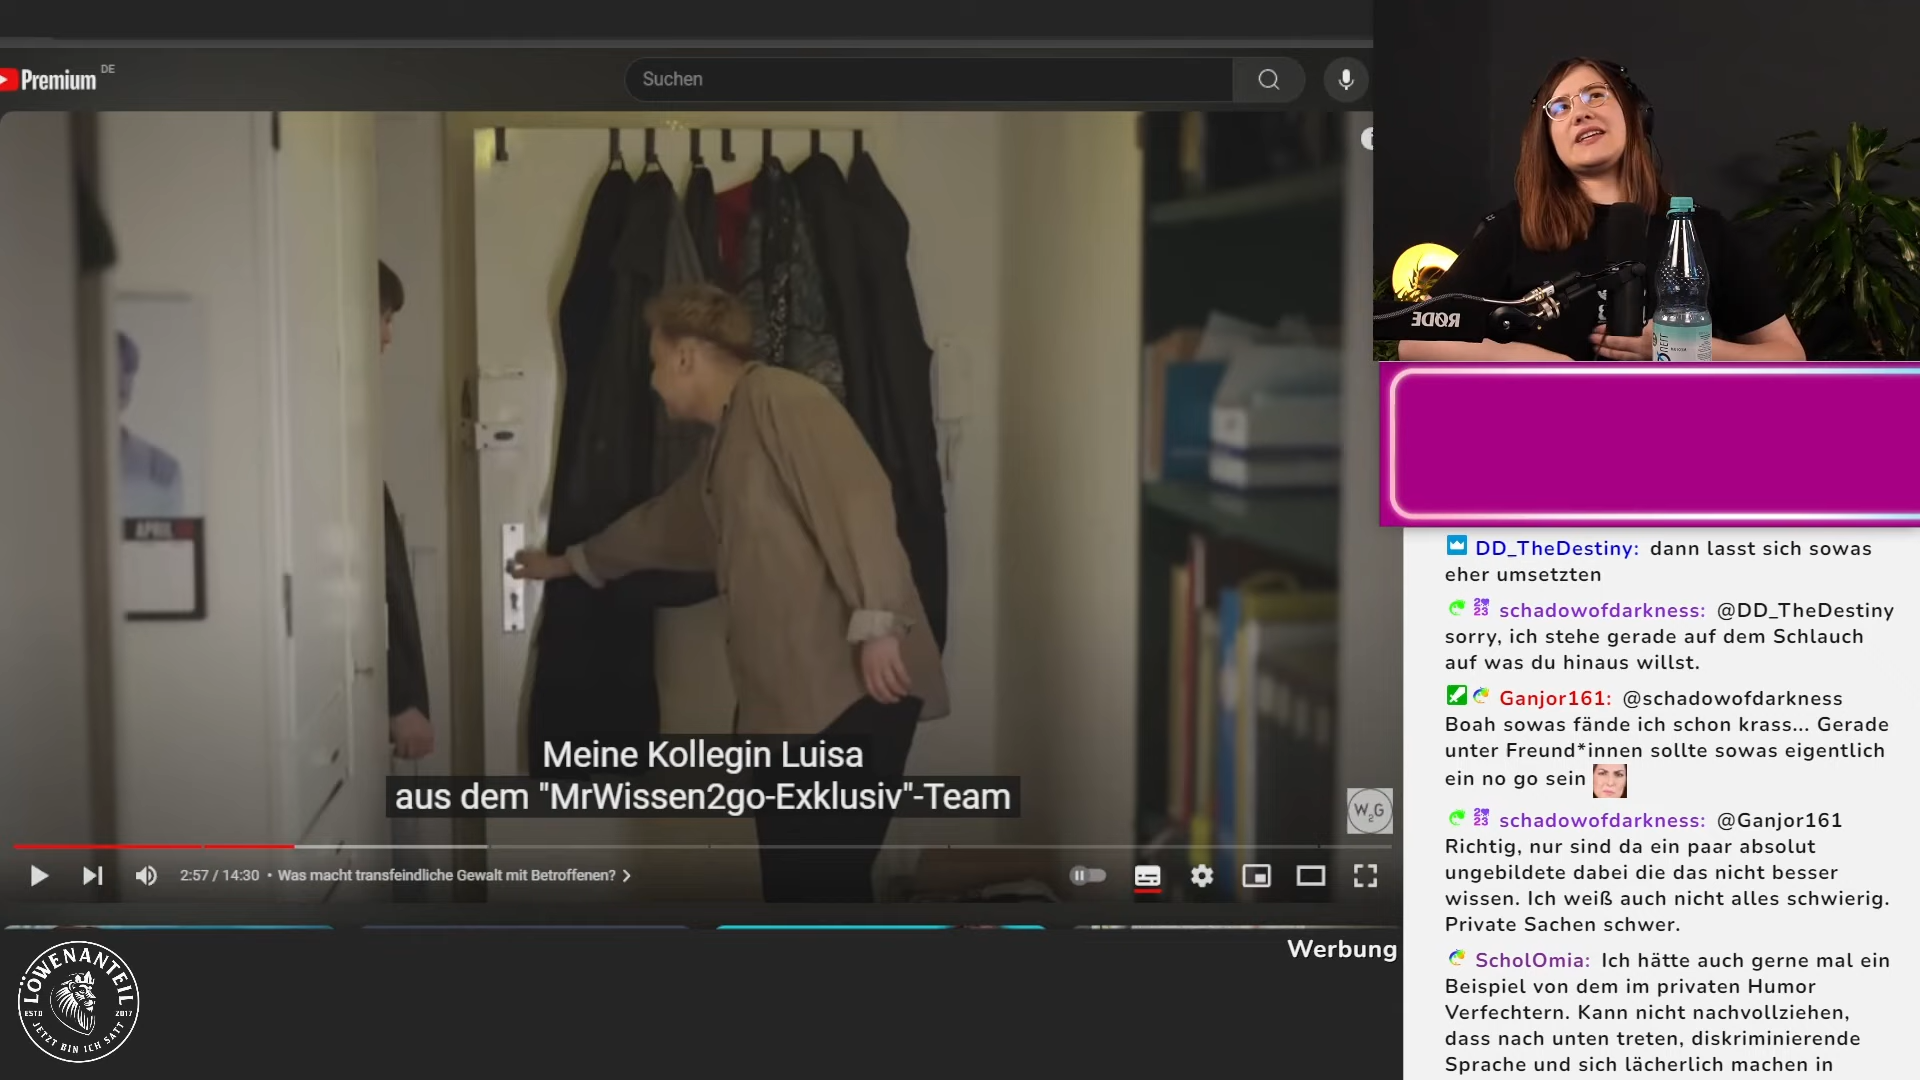 Premium DE
Suchen
APRIL
RØDE
Meine Kollegin Luisa
aus dem "MrWissen2go-Exklusiv"-Team
W2G
2:57 / 14:30 • Was macht transfeindliche Gewalt mit Betroffenen?
Werbung
LÖWENANTEIL
ESTD 2017
JETZT BIN ICH SATT
DD_TheDestiny: dann lasst sich sowas
eher umsetzten
schadowofdarkness: @DD_TheDestiny
sorry, ich stehe gerade auf dem Schlauch
auf was du hinaus willst.
Ganjor161: @schadowofdarkness
Boah sowas fände ich schon krass... Gerade
unter Freund*innen sollte sowas eigentlich
ein no go sein
schadowofdarkness: @Ganjor161
Richtig, nur sind da ein paar absolut
ungebildete dabei die das nicht besser
wissen. Ich weiß auch nicht alles schwierig.
Private Sachen schwer.
ScholOmia: Ich hätte auch gerne mal ein
Beispiel von dem im privaten Humor
Verfechtern. Kann nicht nachvollziehen,
dass nach unten treten, diskriminierende
Sprache und sich lächerlich machen in